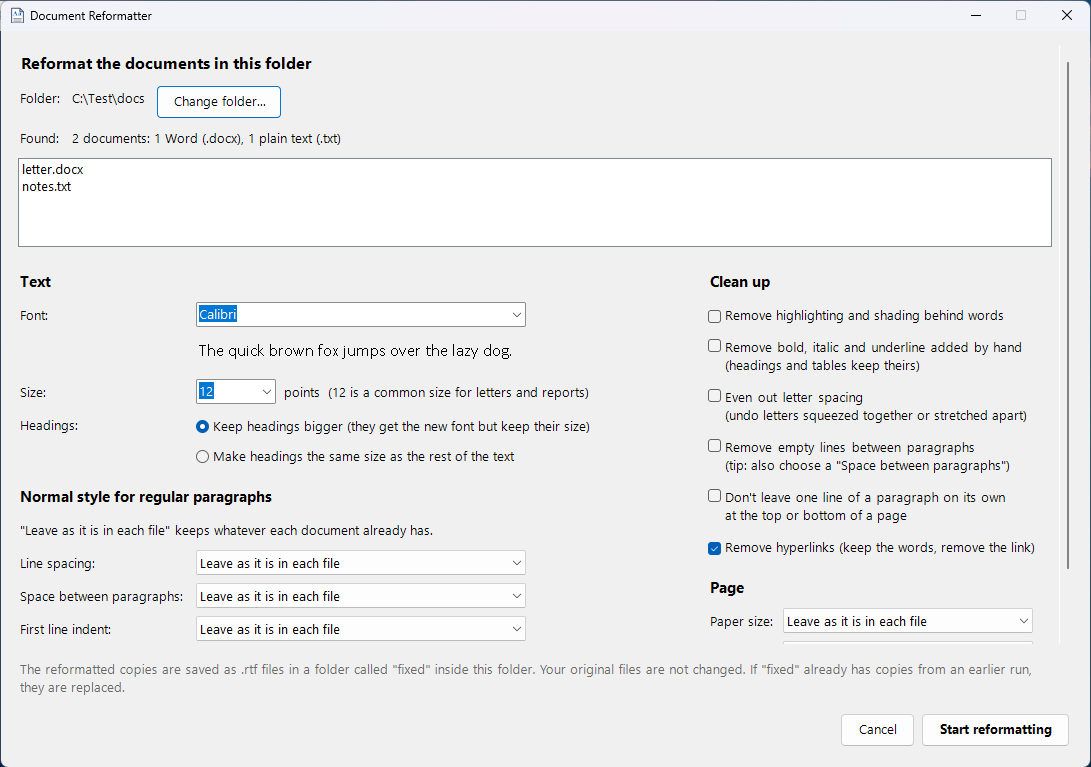 Document Reformatter
Reformat the documents in this folder
Folder: C:\Test\docs Change folder...
Found: 2 documents: 1 Word (.docx), 1 plain text (.txt)
letter.docx
notes.txt
Text
Font: Calibri
The quick brown fox jumps over the lazy dog.
Size: 12 points (12 is a common size for letters and reports)
Headings: Keep headings bigger (they get the new font but keep their size)
Make headings the same size as the rest of the text
Normal style for regular paragraphs
"Leave as it is in each file" keeps whatever each document already has.
Line spacing: Leave as it is in each file
Space between paragraphs: Leave as it is in each file
First line indent: Leave as it is in each file
Clean up
Remove highlighting and shading behind words
Remove bold, italic and underline added by hand
(headings and tables keep theirs)
Even out letter spacing
(undo letters squeezed together or stretched apart)
Remove empty lines between paragraphs
(tip: also choose a "Space between paragraphs")
Don't leave one line of a paragraph on its own
at the top or bottom of a page
Remove hyperlinks (keep the words, remove the link)
Page
Paper size: Leave as it is in each file
The reformatted copies are saved as .rtf files in a folder called "fixed" inside this folder. Your original files are not changed. If "fixed" already has copies from an earlier run,
they are replaced.
Cancel Start reformatting